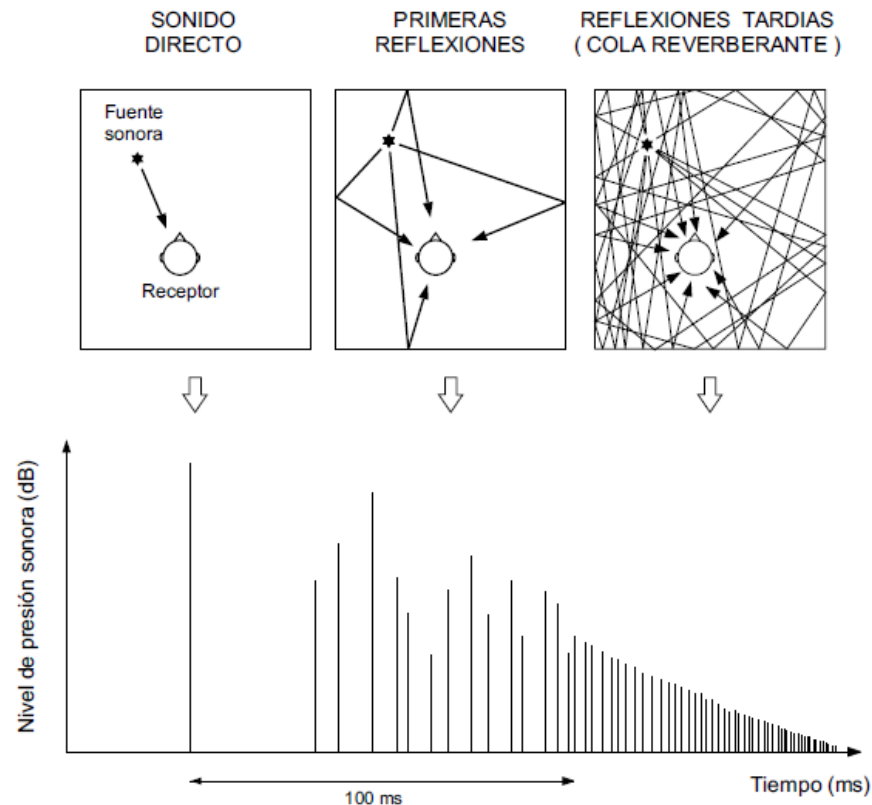 SONIDO
DIRECTO
PRIMERAS
REFLEXIONES
REFLEXIONES TARDIAS
( COLA REVERBERANTE )
Fuente
sonora
Receptor
Nivel de presión sonora (dB)
100 ms
Tiempo (ms)